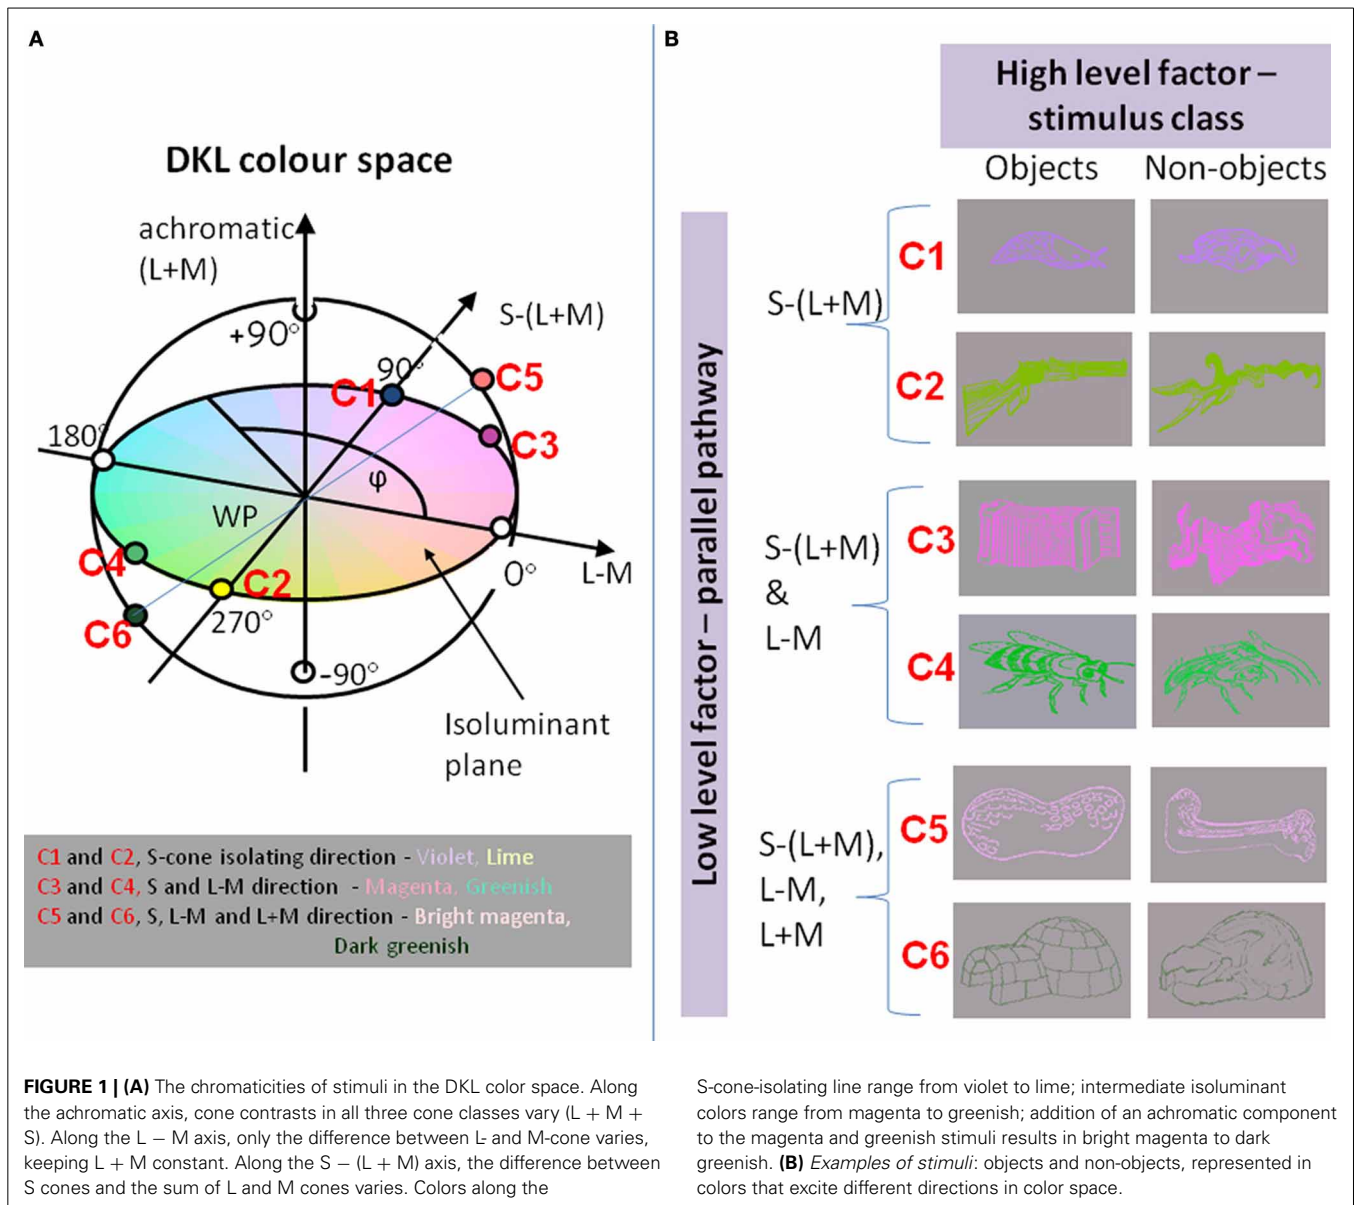 A
DKL colour space
achromatic
(L+M)
+90°
S-(L+M)
90°
C1
C5
C3
180°
φ
WP
C4
C2
0°
L-M
C6
270°
-90°
Isoluminant
plane
C1 and C2, S-cone isolating direction - Violet, Lime
C3 and C4, S and L-M direction - Magenta, Greenish
C5 and C6, S, L-M and L+M direction - Bright magenta,
Dark greenish
B
High level factor –
stimulus class
Objects Non-objects
Low level factor – parallel pathway
S-(L+M)
C1
C2
S-(L+M)
&
L-M
C3
C4
S-(L+M),
L-M,
L+M
C5
C6
FIGURE 1 | (A) The chromaticities of stimuli in the DKL color space. Along
the achromatic axis, cone contrasts in all three cone classes vary (L + M +
S). Along the L − M axis, only the difference between L- and M-cone varies,
keeping L + M constant. Along the S − (L + M) axis, the difference between
S cones and the sum of L and M cones varies. Colors along the
S-cone-isolating line range from violet to lime; intermediate isoluminant
colors range from magenta to greenish; addition of an achromatic component
to the magenta and greenish stimuli results in bright magenta to dark
greenish. (B) Examples of stimuli: objects and non-objects, represented in
colors that excite different directions in color space.